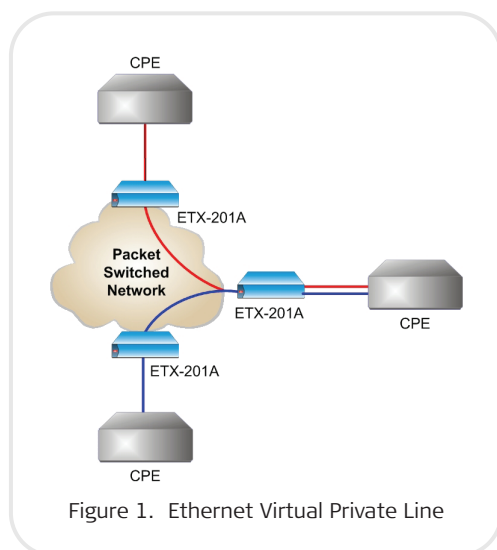 CPE
ETX-201A
Packet
Switched
Network
ETX-201A
CPE
ETX-201A
CPE
Figure 1. Ethernet Virtual Private Line